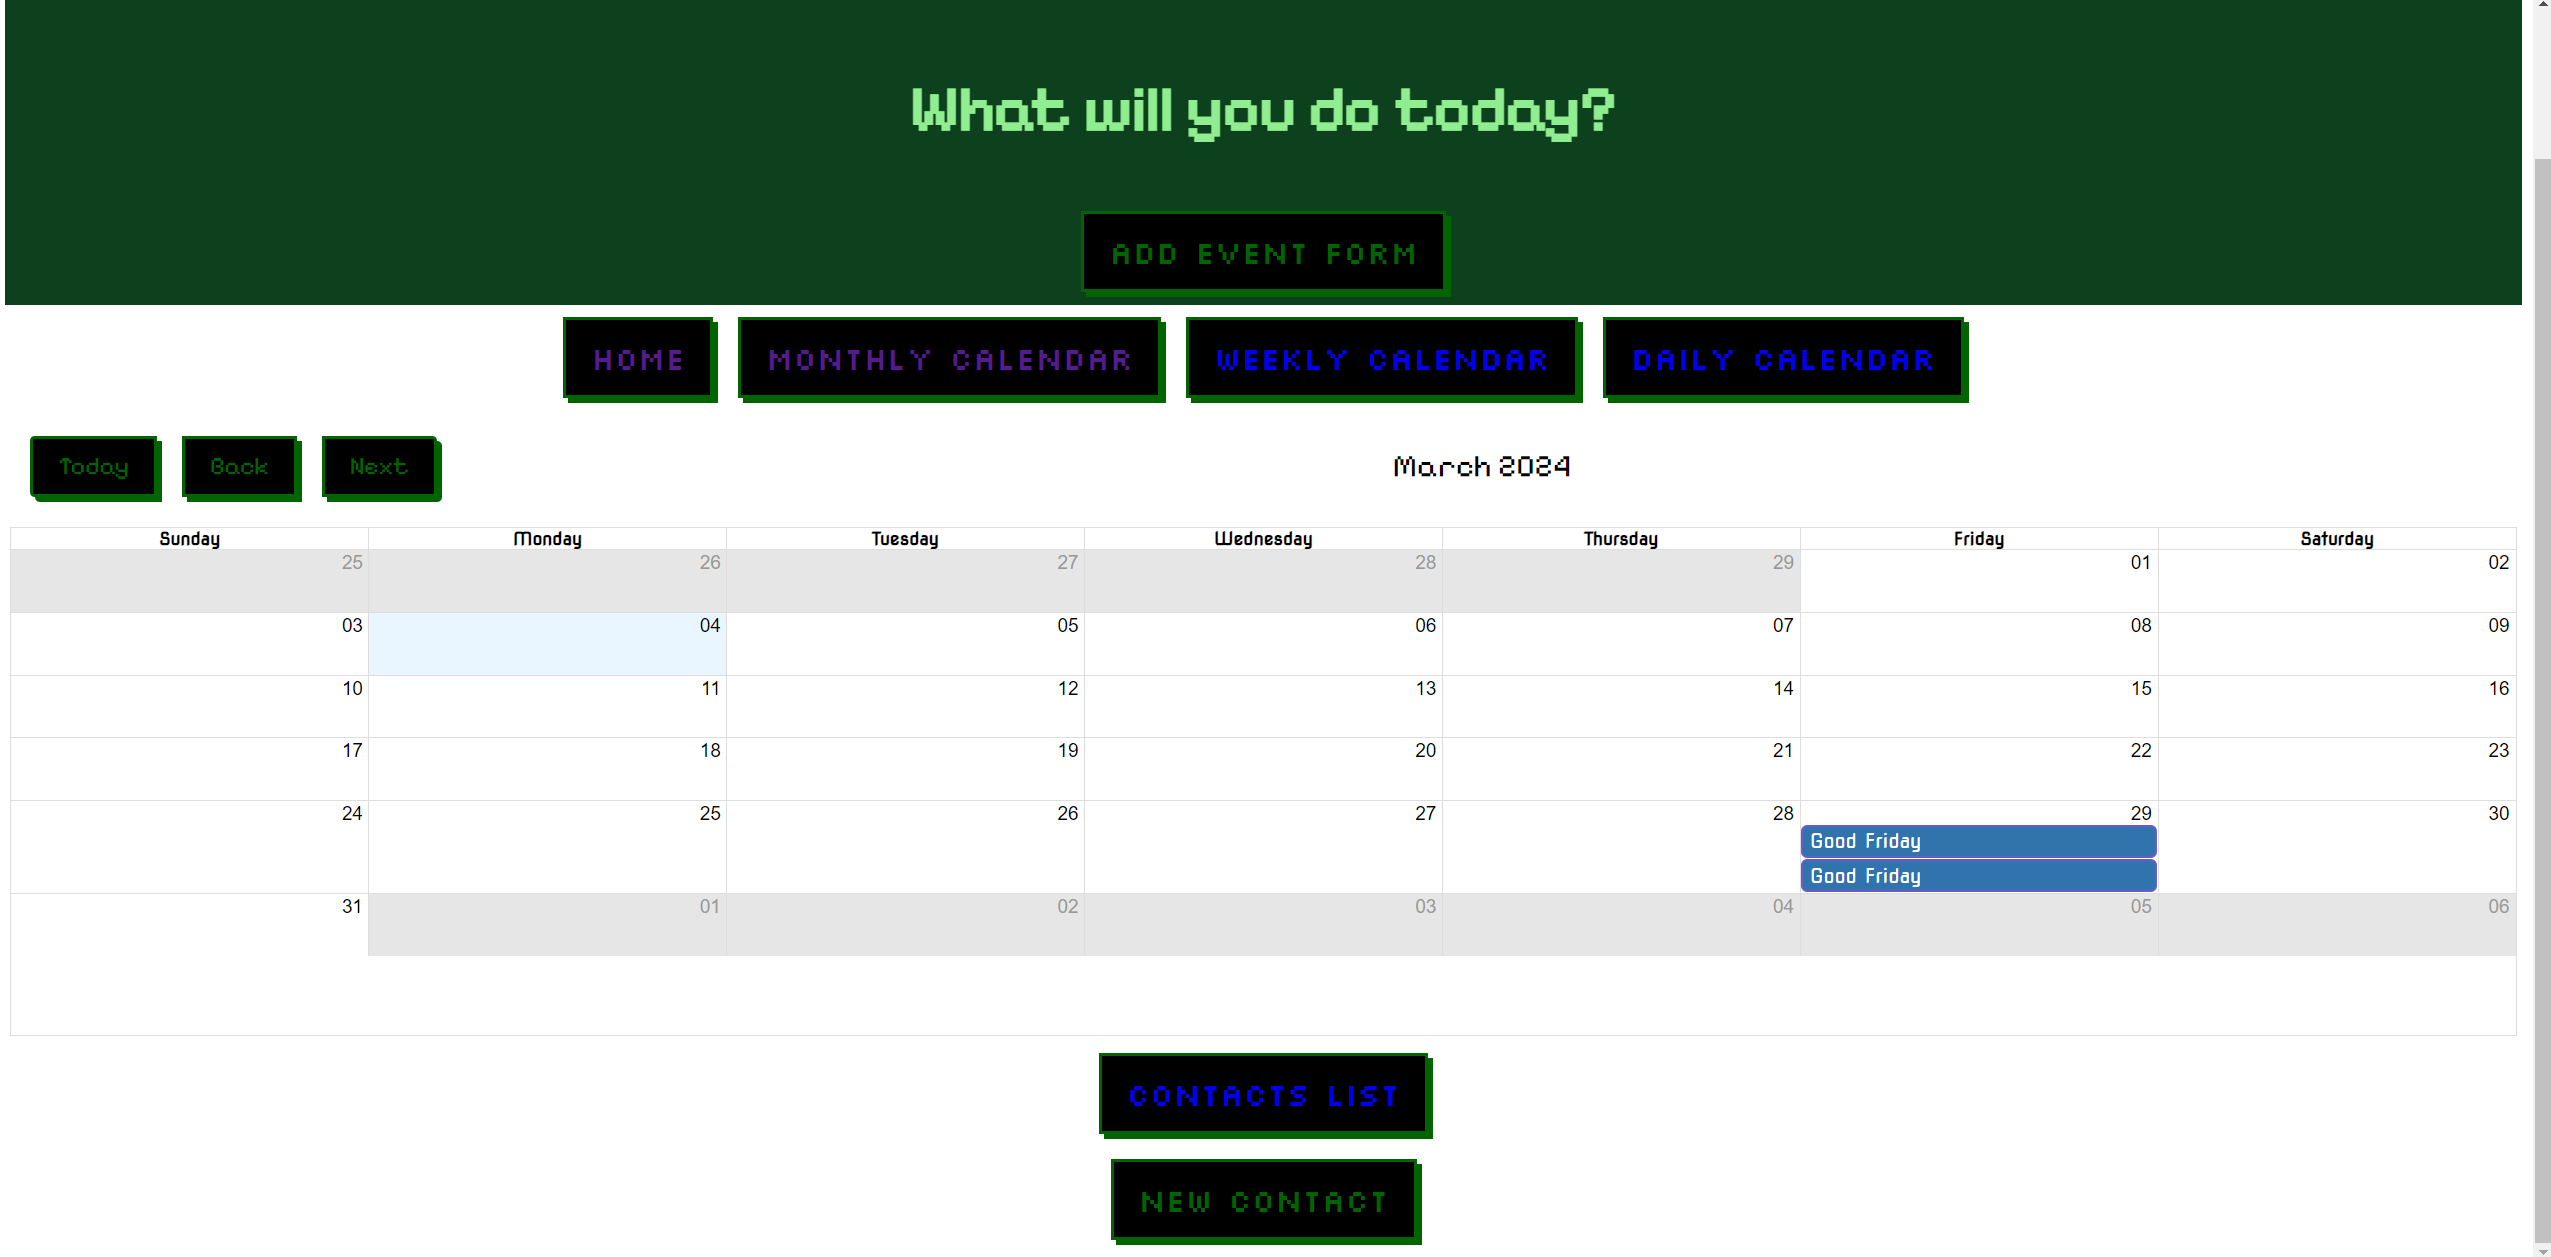 What will you do today?
ADD EVENT FORM
HOME MONTHLY CALENDAR WEEKLY CALENDAR DAILY CALENDAR
Today Back Next March 2024
Sunday Monday Tuesday Wednesday Thursday Friday Saturday
25 26 27 28 29 01 02
03 04 05 06 07 08 09
10 11 12 13 14 15 16
17 18 19 20 21 22 23
24 25 26 27 28 29 30
Good Friday
Good Friday
31 01 02 03 04 05 06
CONTACTS LIST
NEW CONTACT